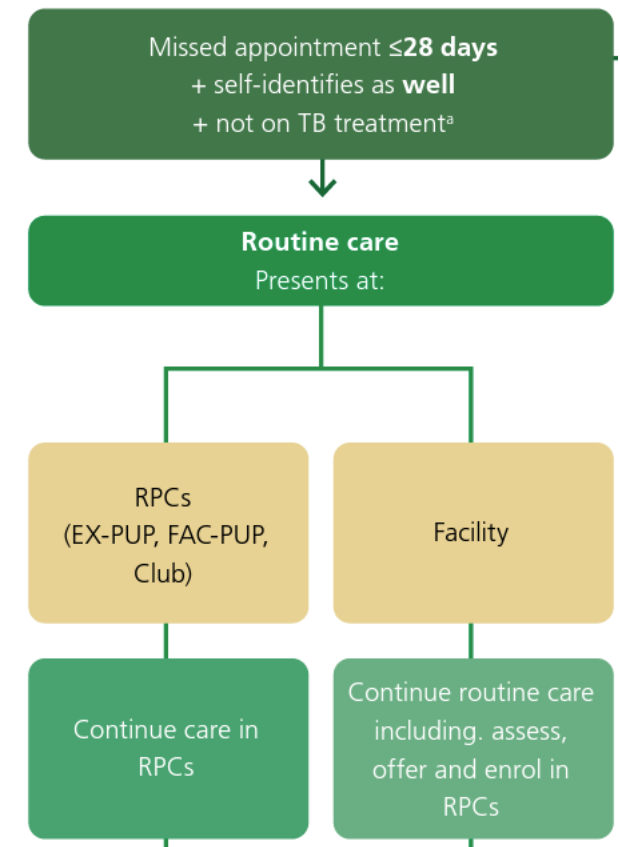 Missed appointment ≤28 days
+ self-identifies as well
+ not on TB treatmentᵃ
Routine care
Presents at:
RPCs
(EX-PUP, FAC-PUP,
Club)
Facility
Continue care in
RPCs
Continue routine care
including. assess,
offer and enrol in
RPCs